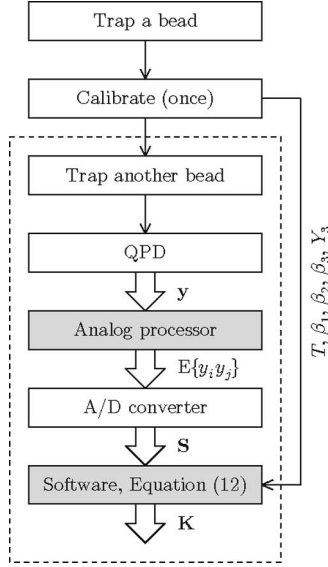 Trap a bead
Calibrate (once)
Trap another bead
QPD
y
Analog processor
E{y_i y_j}
A/D converter
S
Software, Equation (12)
K
T, β_1, β_2, β_3, Y_3